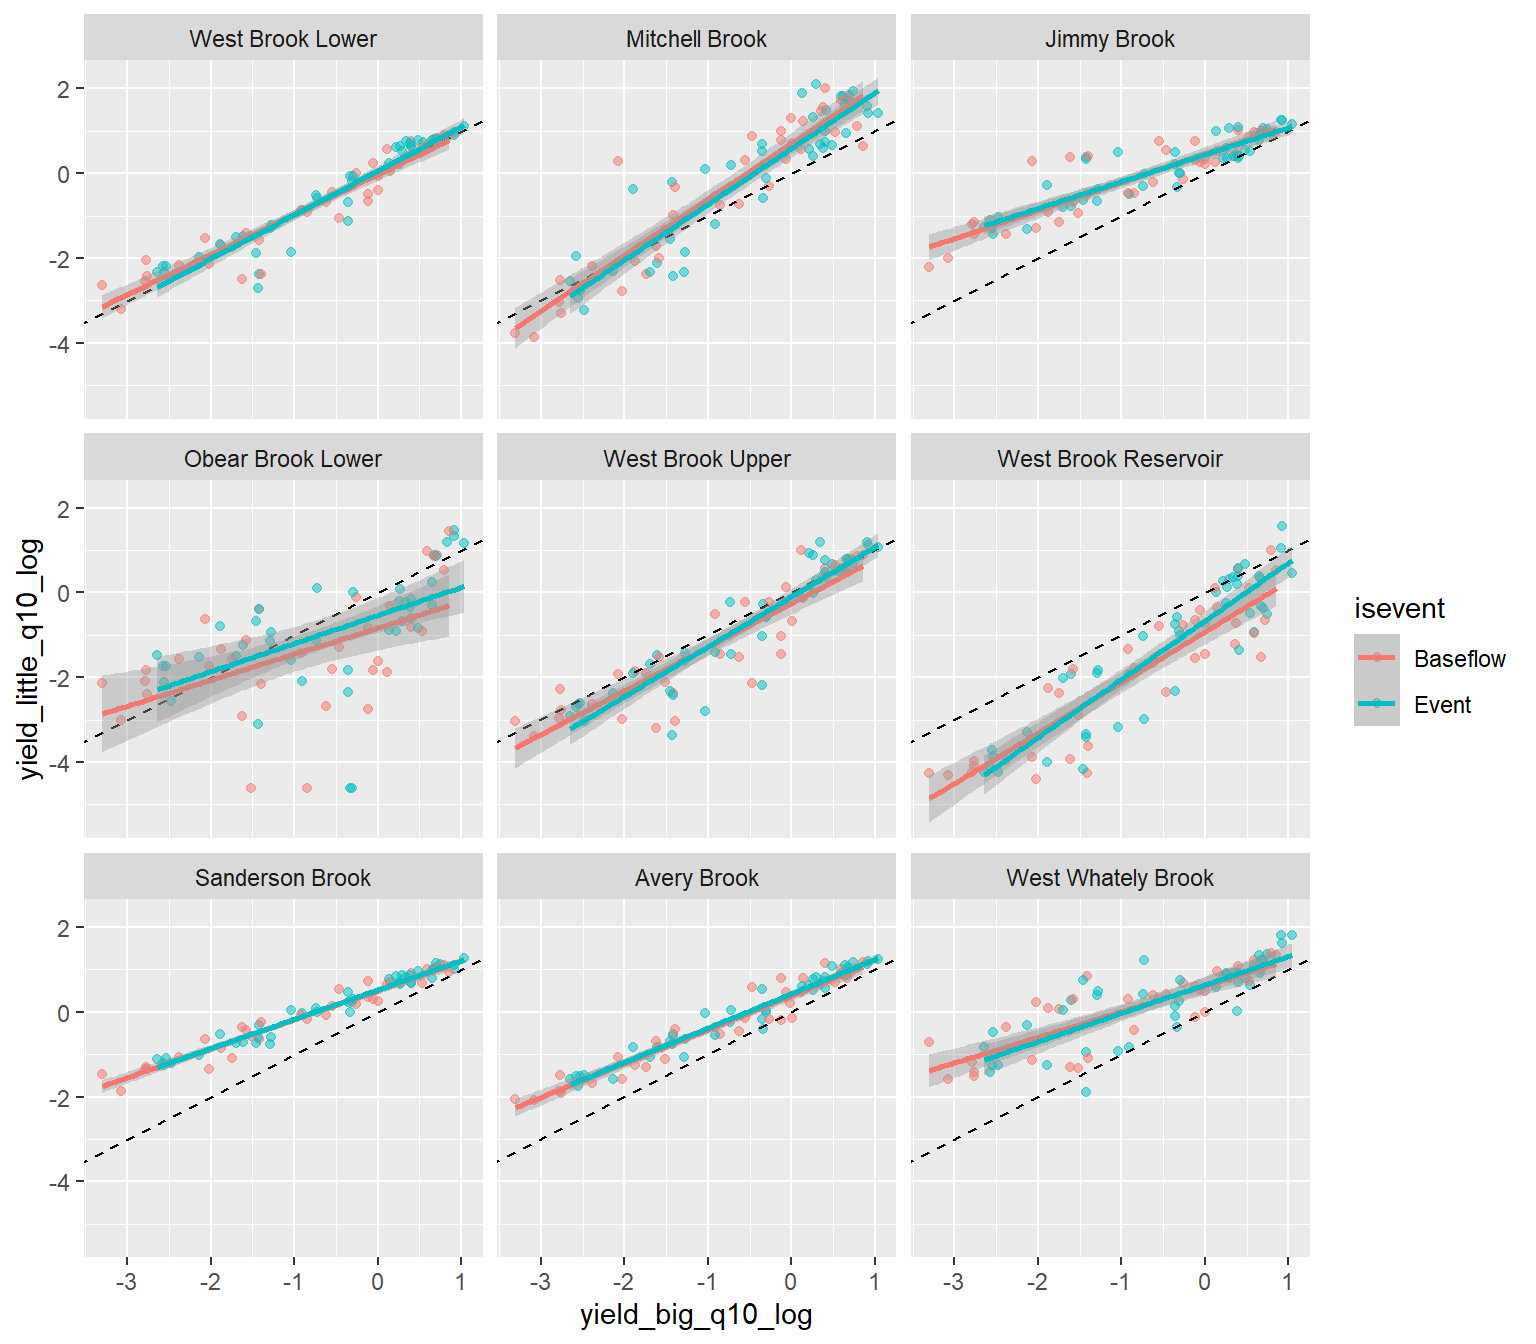 West Brook Lower
Mitchell Brook
Jimmy Brook
2
0
-2
-4
Obear Brook Lower
West Brook Upper
West Brook Reservoir
2
0
-2
-4
yield_little_q10_log
isevent
Baseflow
Event
Sanderson Brook
Avery Brook
West Whately Brook
2
0
-2
-4
-3 -2 -1 0 1
-3 -2 -1 0 1
-3 -2 -1 0 1
yield_big_q10_log